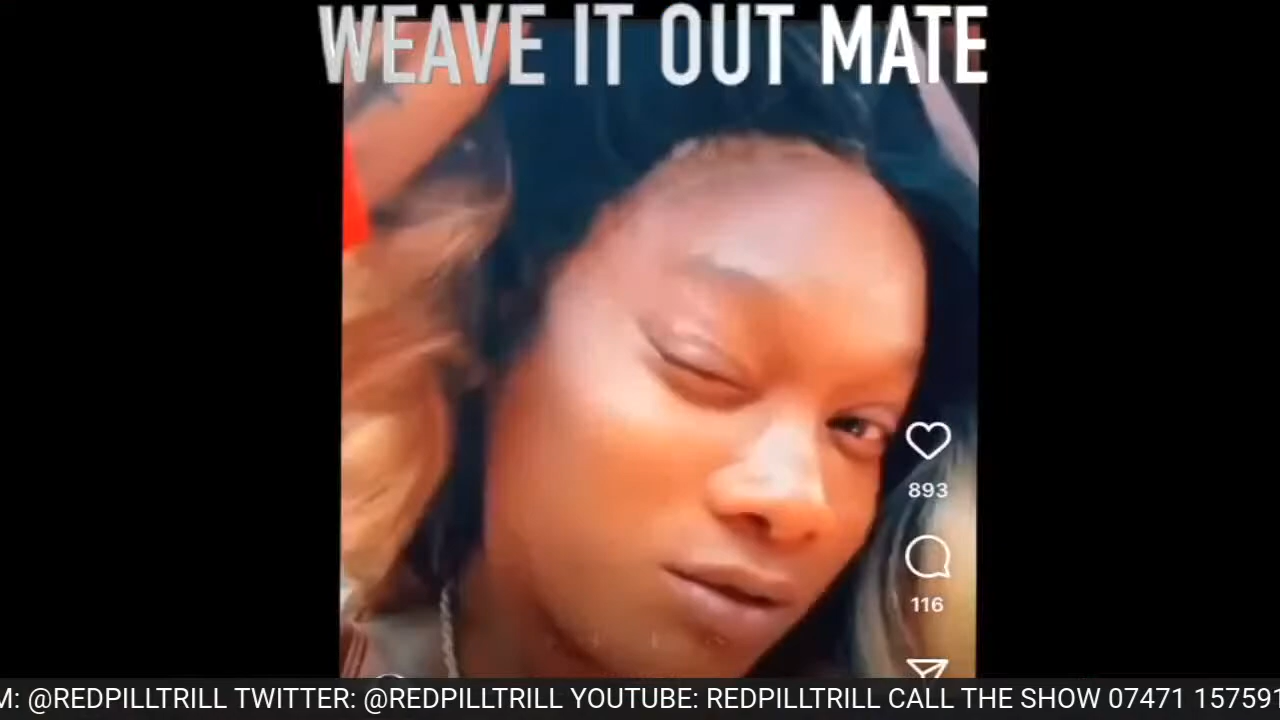 WEAVE IT OUT MATE
893
116
M: @REDPILLTRILL TWITTER: @REDPILLTRILL YOUTUBE: REDPILLTRILL CALL THE SHOW 07471 157591